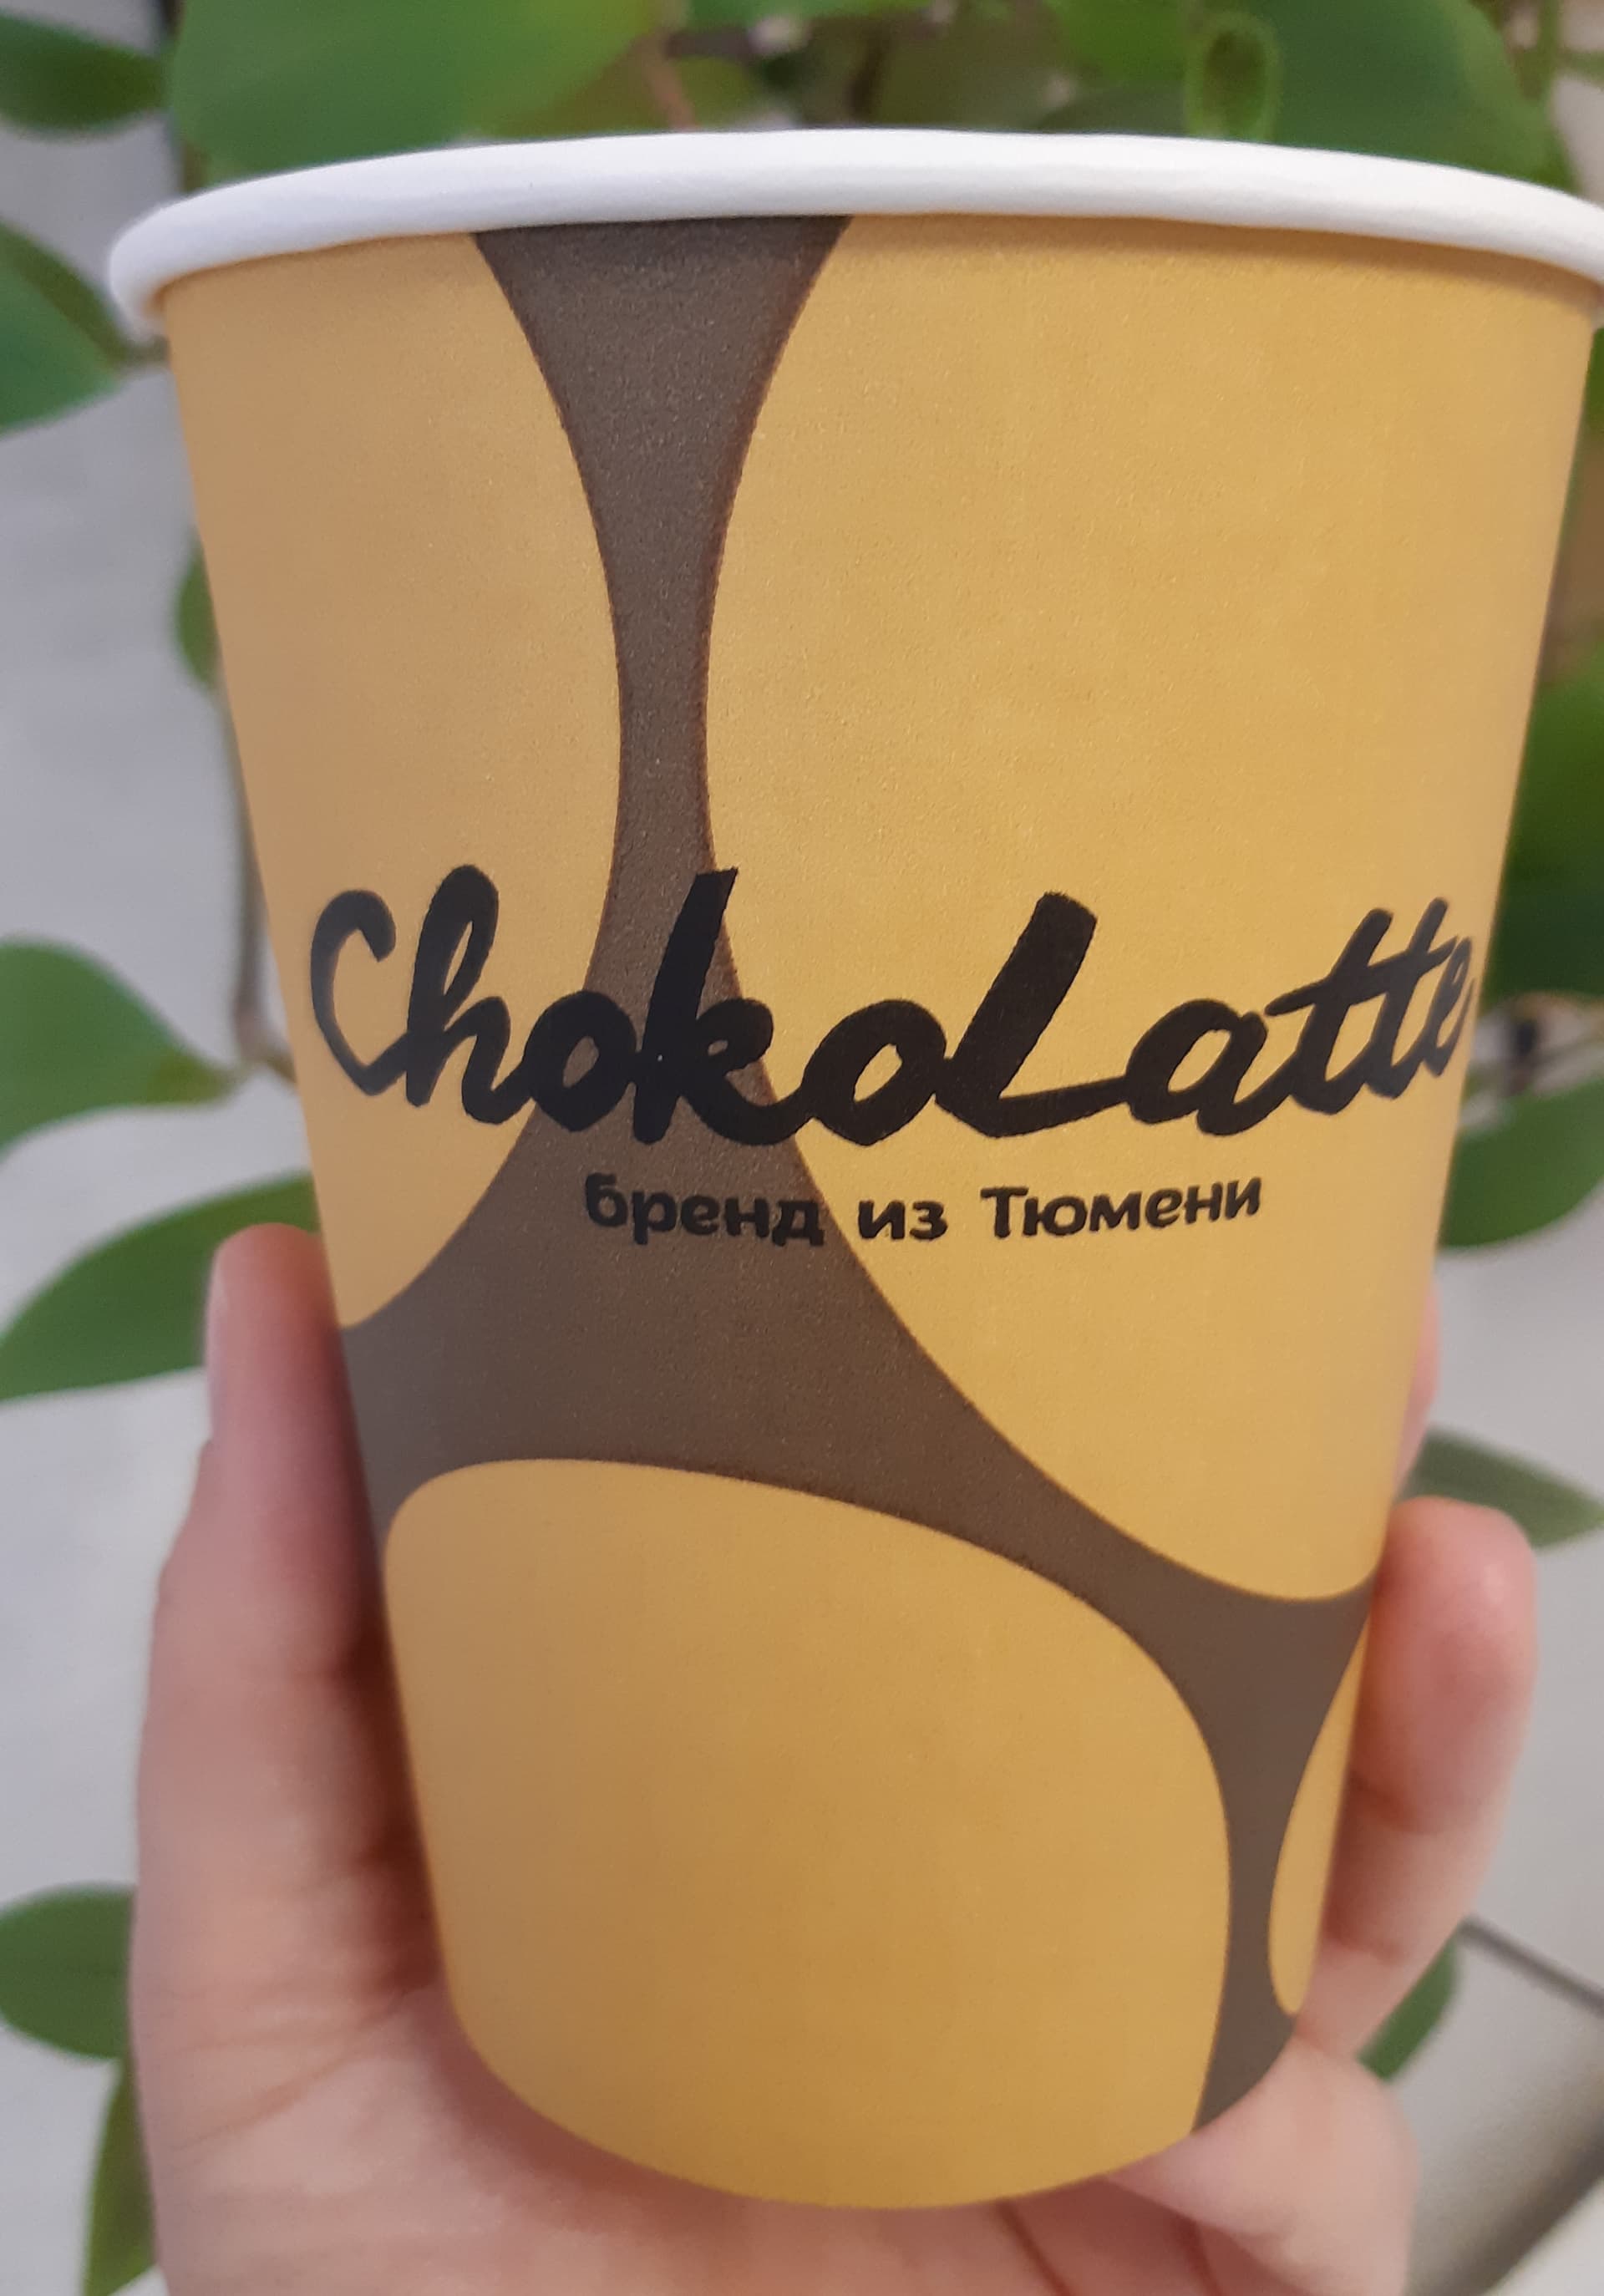 ChokoLatte
бренд из Тюмени